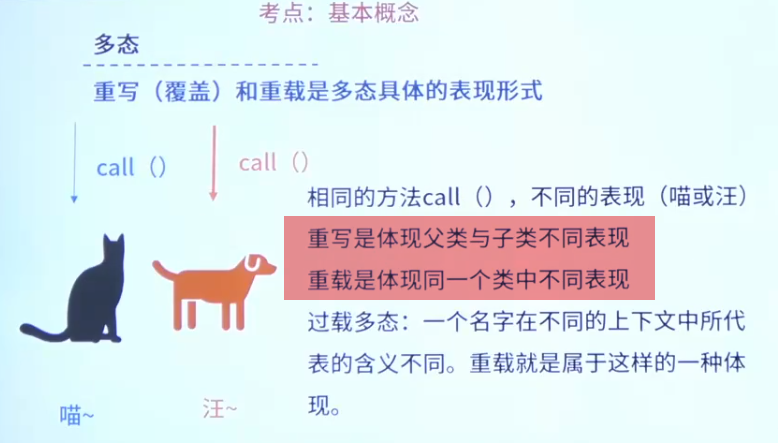 考点：基本概念
多态
重写（覆盖）和重载是多态具体的表现形式
call（）
call（）
相同的方法call（），不同的表现（喵或汪）
重写是体现父类与子类不同表现
重载是体现同一个类中不同表现
过载多态：一个名字在不同的上下文中所代
表的含义不同。重载就是属于这样的一种体
现。
喵~
汪~